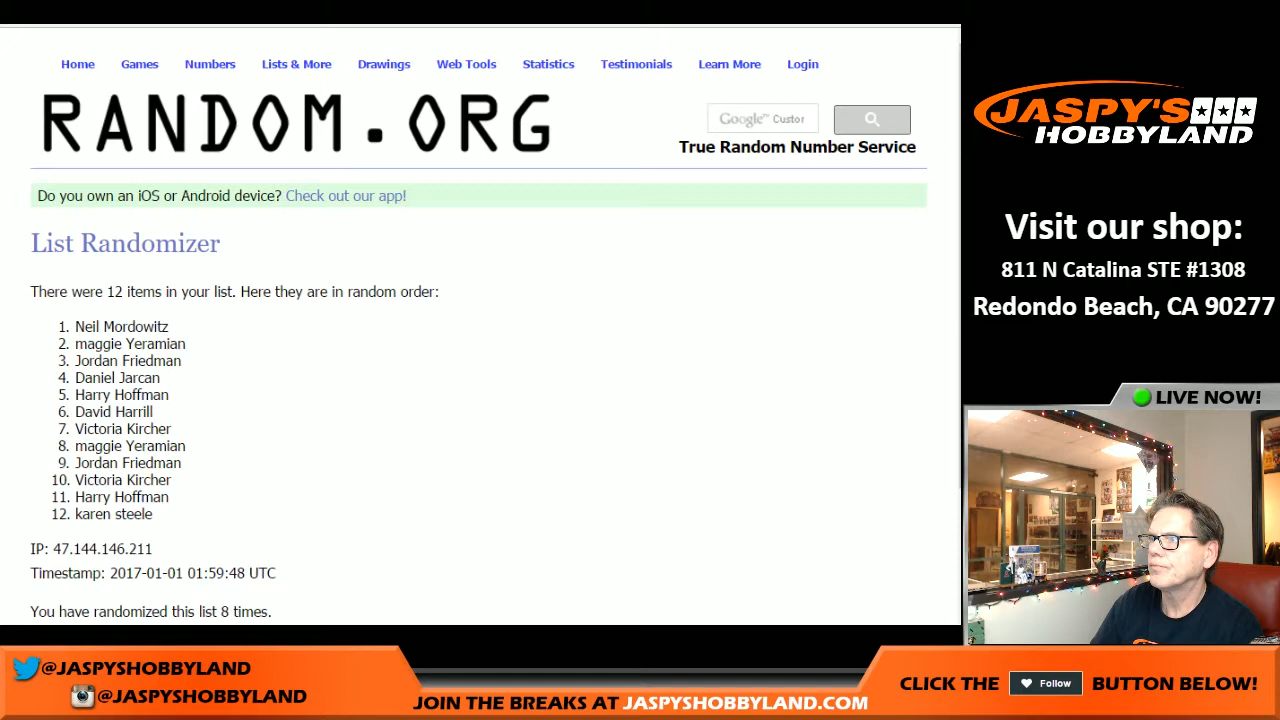 Home Games Numbers Lists & More Drawings Web Tools Statistics Testimonials Learn More Login
RANDOM.ORG
Google™ Custor
True Random Number Service
Do you own an iOS or Android device? Check out our app!
List Randomizer
There were 12 items in your list. Here they are in random order:
1. Neil Mordowitz
2. maggie Yeramian
3. Jordan Friedman
4. Daniel Jarcan
5. Harry Hoffman
6. David Harrill
7. Victoria Kircher
8. maggie Yeramian
9. Jordan Friedman
10. Victoria Kircher
11. Harry Hoffman
12. karen steele
IP: 47.144.146.211
Timestamp: 2017-01-01 01:59:48 UTC
You have randomized this list 8 times.
JASPY'S
HOBBYLAND
Visit our shop:
811 N Catalina STE #1308
Redondo Beach, CA 90277
LIVE NOW!
@JASPYSHOBBYLAND
@JASPYSHOBBYLAND
JOIN THE BREAKS AT JASPYSHOBBYLAND.COM
CLICK THE Follow BUTTON BELOW!